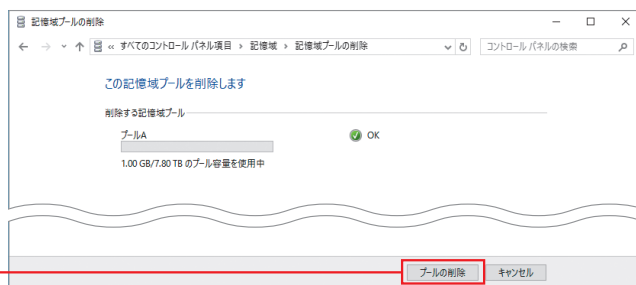 記憶域プールの削除
« すべてのコントロール パネル項目 › 記憶域 › 記憶域プールの削除
コントロール パネルの検索
この記憶域プールを削除します
削除する記憶域プール
プールA
OK
1.00 GB/7.80 TB のプール容量を使用中
プールの削除
キャンセル